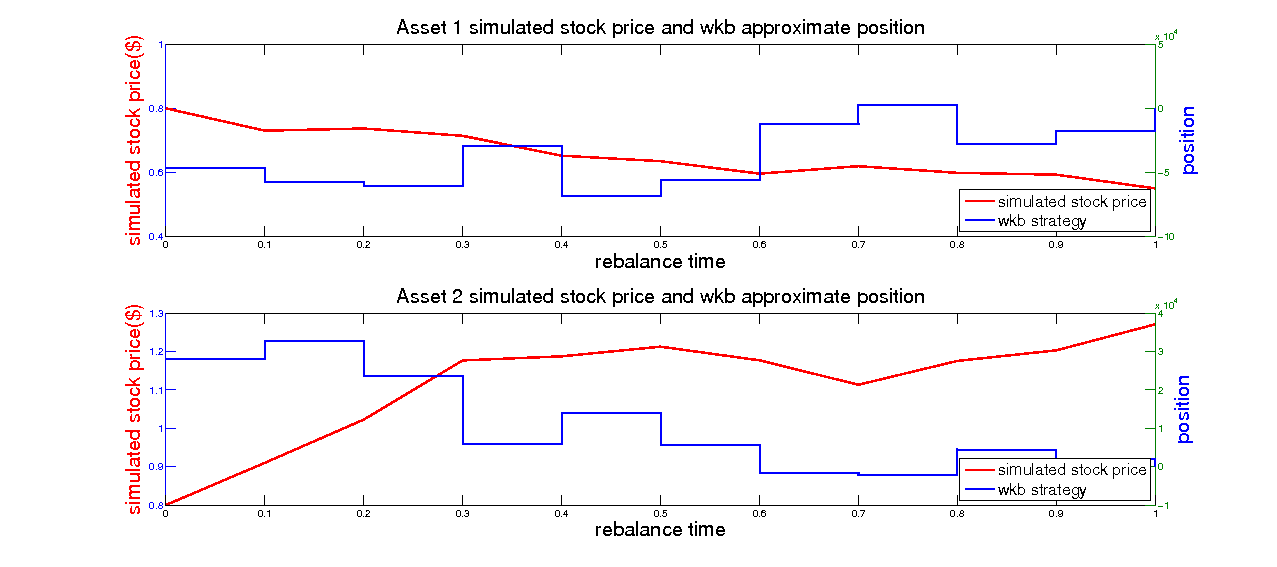 Asset 1 simulated stock price and wkb approximate position
x 10^4
simulated stock price($)
1
0.8
0.6
0.4
5
0
-5
-10
position
simulated stock price
wkb strategy
0 0.1 0.2 0.3 0.4 0.5 0.6 0.7 0.8 0.9 1
rebalance time
Asset 2 simulated stock price and wkb approximate position
x 10^4
simulated stock price($)
1.3
1.2
1.1
1
0.9
0.8
4
3
2
1
0
-1
position
simulated stock price
wkb strategy
0 0.1 0.2 0.3 0.4 0.5 0.6 0.7 0.8 0.9 1
rebalance time